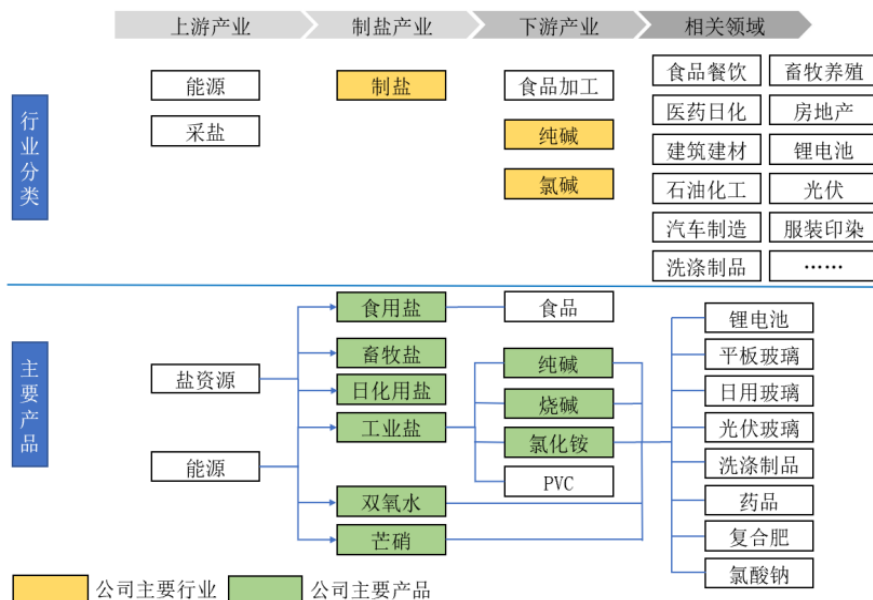 上游产业
制盐产业
下游产业
相关领域
行业分类
能源
采盐
制盐
食品加工
纯碱
氯碱
食品餐饮
畜牧养殖
医药日化
房地产
建筑建材
锂电池
石油化工
光伏
汽车制造
服装印染
洗涤制品
……
主要产品
盐资源
能源
食用盐
畜牧盐
日化用盐
工业盐
双氧水
芒硝
食品
纯碱
烧碱
氯化铵
PVC
锂电池
平板玻璃
日用玻璃
光伏玻璃
洗涤制品
药品
复合肥
氯酸钠
公司主要行业
公司主要产品